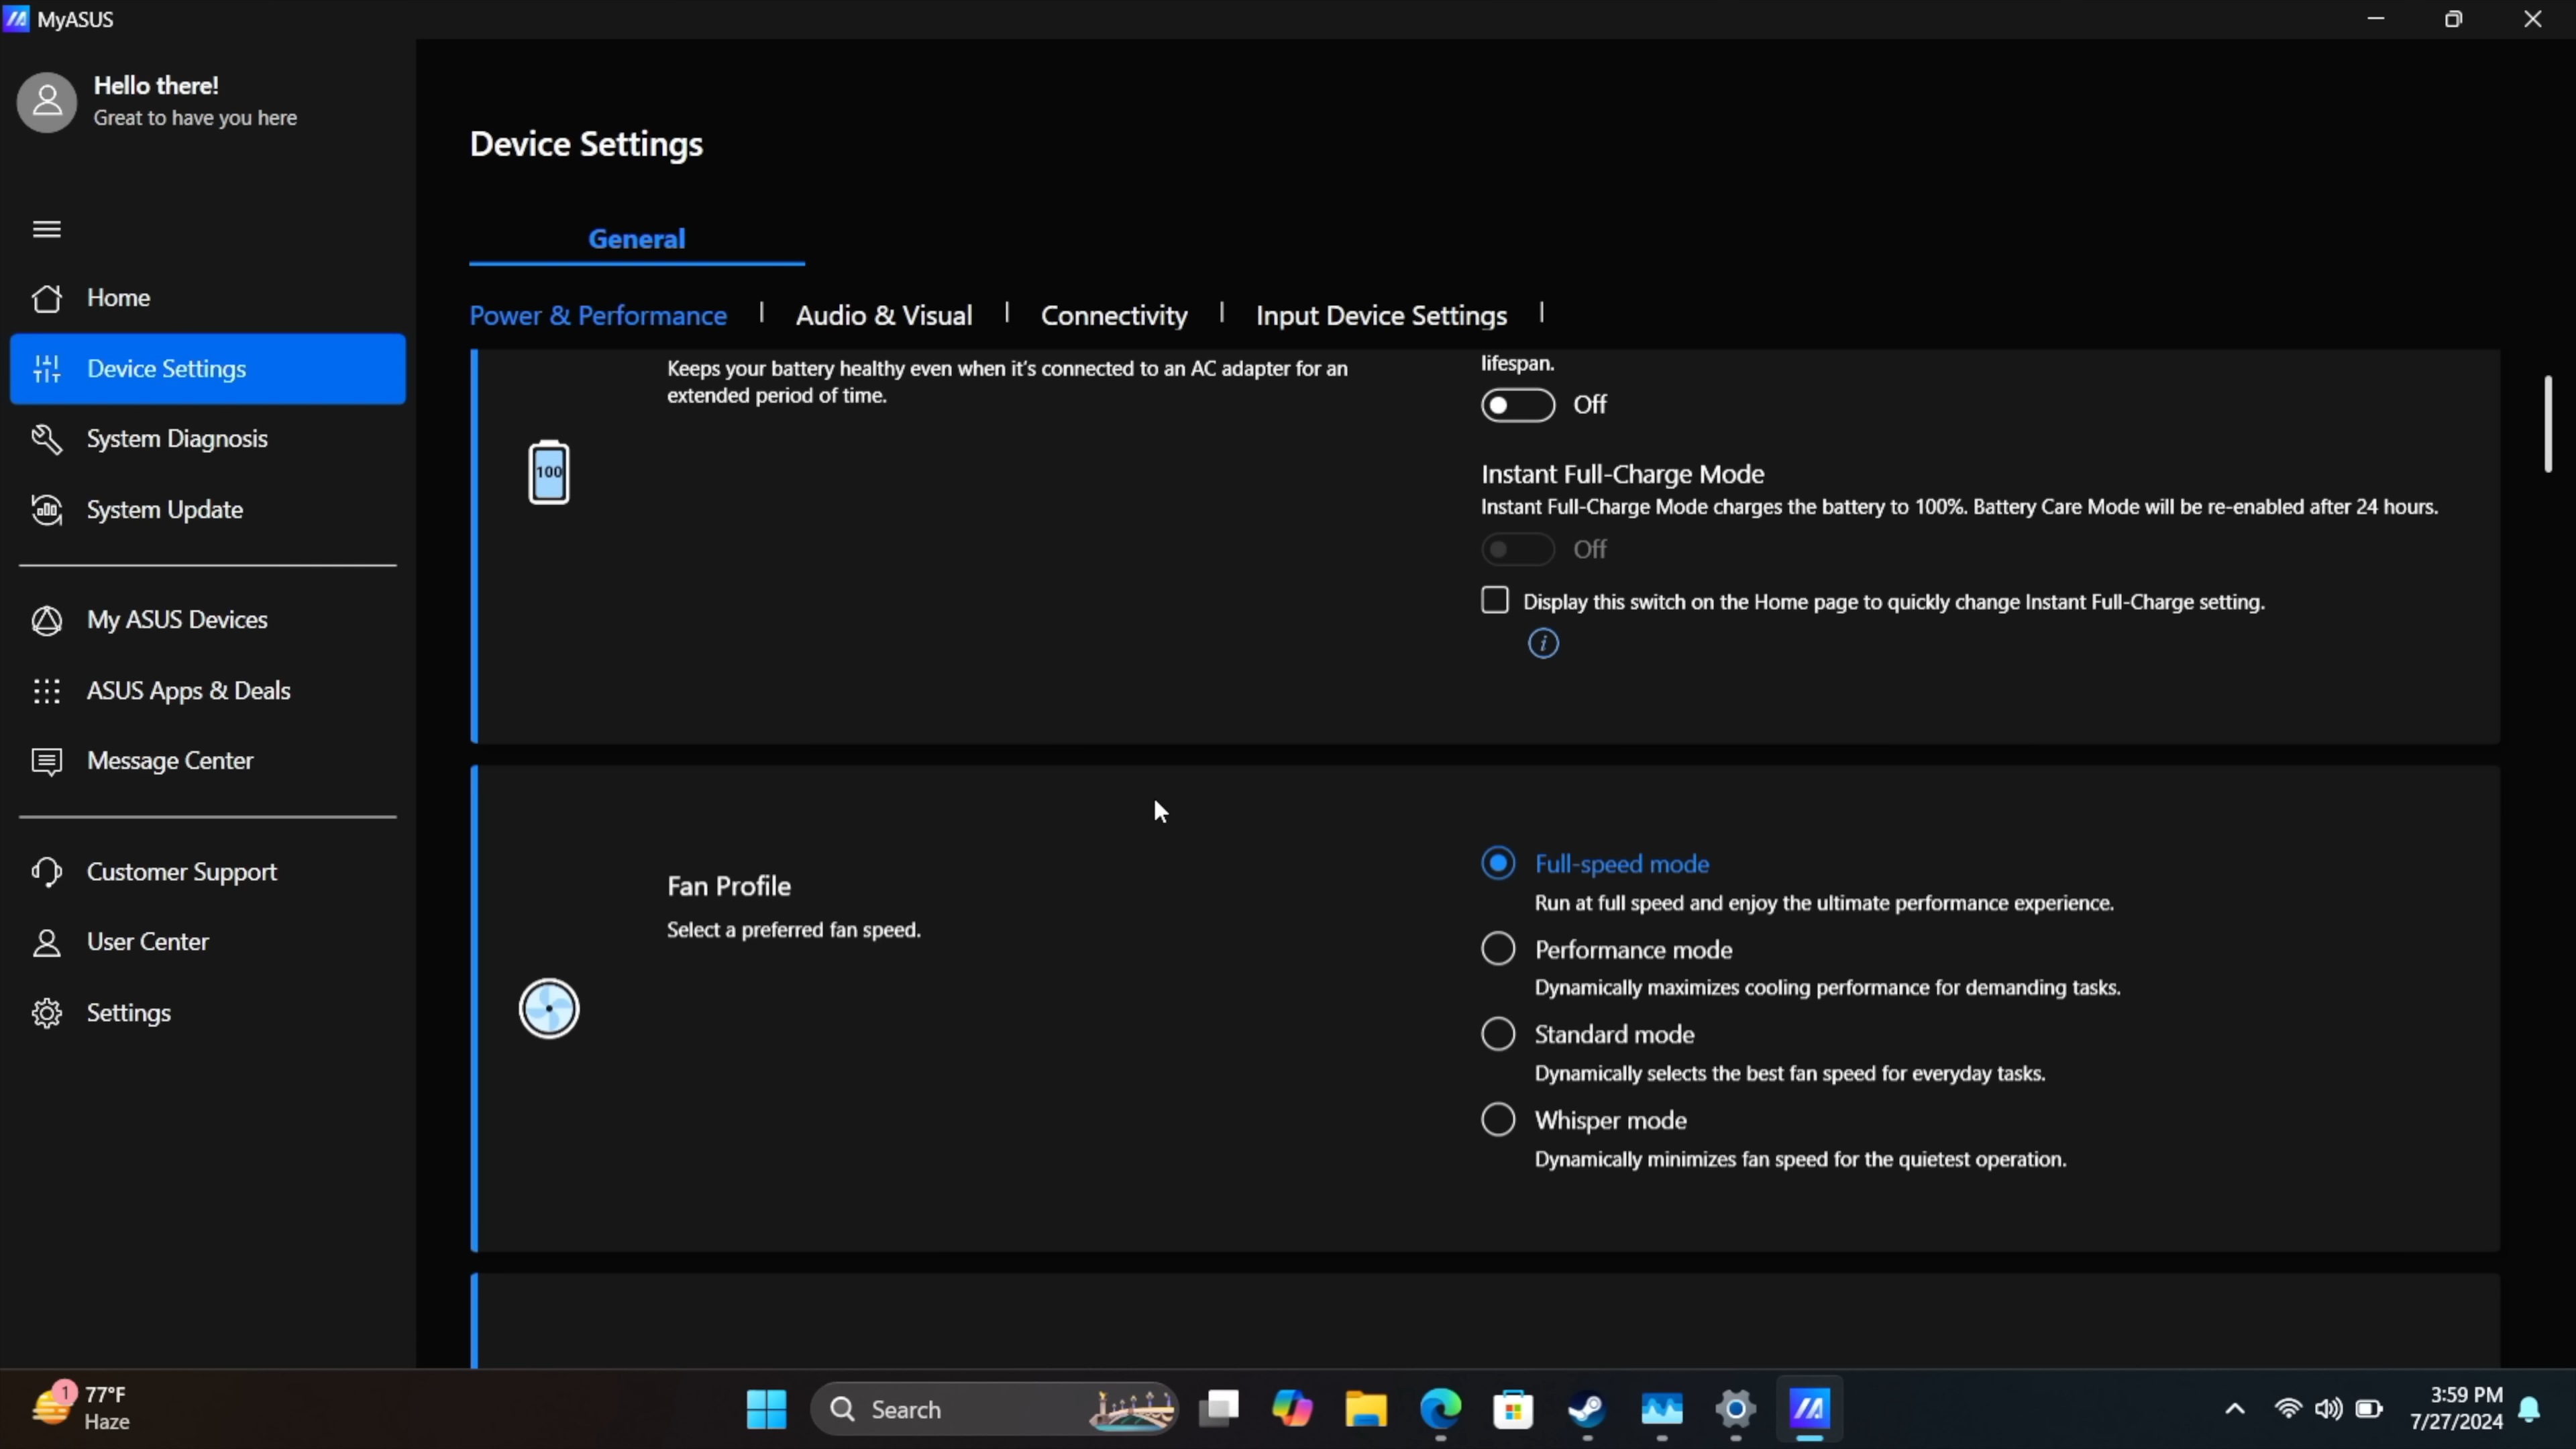 MyASUS
Hello there!
Great to have you here
Home
Device Settings
System Diagnosis
System Update
My ASUS Devices
ASUS Apps & Deals
Message Center
Customer Support
User Center
Settings
Device Settings
General
Power & Performance | Audio & Visual | Connectivity | Input Device Settings |
Keeps your battery healthy even when it's connected to an AC adapter for an
extended period of time.
100
lifespan.
Off
Instant Full-Charge Mode
Instant Full-Charge Mode charges the battery to 100%. Battery Care Mode will be re-enabled after 24 hours.
Off
Display this switch on the Home page to quickly change Instant Full-Charge setting.
i
Fan Profile
Select a preferred fan speed.
Full-speed mode
Run at full speed and enjoy the ultimate performance experience.
Performance mode
Dynamically maximizes cooling performance for demanding tasks.
Standard mode
Dynamically selects the best fan speed for everyday tasks.
Whisper mode
Dynamically minimizes fan speed for the quietest operation.
1
77°F
Haze
Search
3:59 PM
7/27/2024